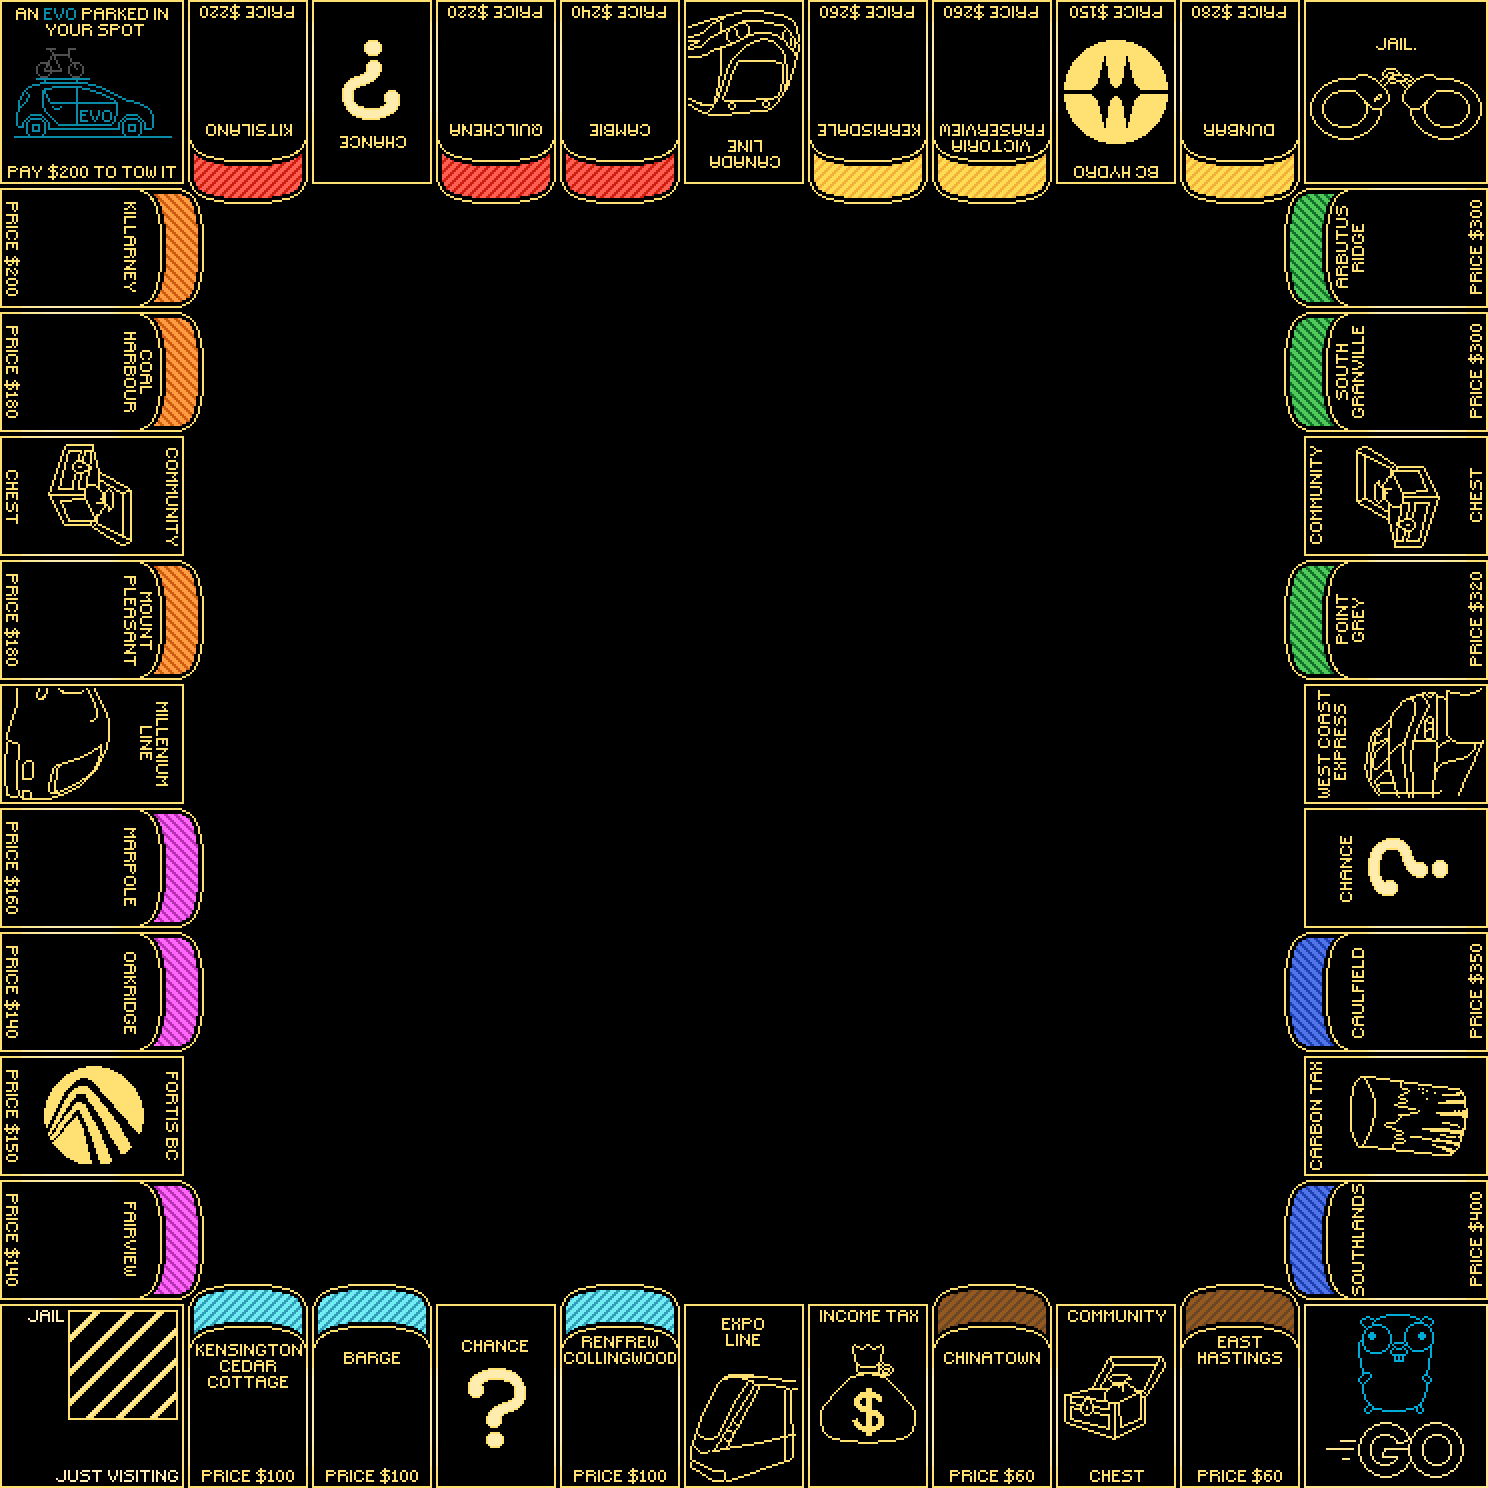 AN EVO PARKED IN
YOUR SPOT
EVO
PAY $200 TO TOW IT
PRICE $220
KITSILANO
CHANCE
PRICE $220
QUILCHENA
PRICE $240
CAMBIE
CANADA
LINE
PRICE $260
KERRISDALE
PRICE $260
VICTORIA
FRASERVIEW
PRICE $150
BC HYDRO
PRICE $280
DUNBAR
JAIL.
ARBUTUS
RIDGE
PRICE $300
SOUTH
GRANVILLE
PRICE $300
COMMUNITY
CHEST
POINT
GREY
PRICE $320
WEST COAST
EXPRESS
CHANCE
CAULFIELD
PRICE $350
CARBON TAX
SOUTHLANDS
PRICE $400
GO
EAST
HASTINGS
PRICE $60
COMMUNITY
CHEST
CHINATOWN
PRICE $60
INCOME TAX
$
EXPO
LINE
RENFREW
COLLINGWOOD
PRICE $100
CHANCE
?
BARGE
PRICE $100
KENSINGTON
CEDAR
COTTAGE
PRICE $100
JAIL
JUST VISITING
FAIRVIEW
PRICE $140
FORTIS BC
PRICE $150
OAKRIDGE
PRICE $140
MARPOLE
PRICE $160
MILLENIUM
LINE
MOUNT
PLEASANT
PRICE $180
COMMUNITY
CHEST
COAL
HARBOUR
PRICE $180
KILLARNEY
PRICE $200